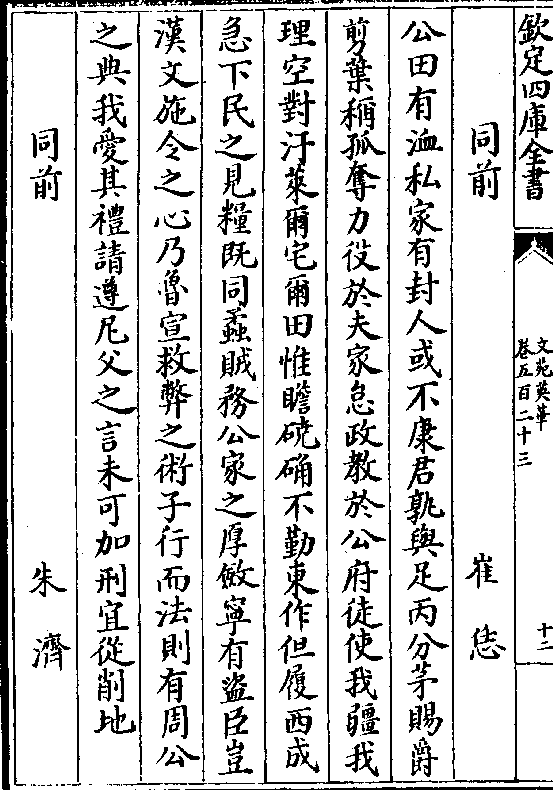 欽定四庫全書
文苑英華
卷五百二十三
十二
同前 崔恁
公田有洫私家有封人或不康君孰與足丙分茅賜爵
剪葉稱孤奪力役於夫家怠政教於公府徒使我疆我
理空對汙萊爾宅爾田惟瞻磽确不勤東作但履西成
急下民之見糧既同蟊賊務公家之厚斂寧有盜臣豈
漢文施令之心乃魯宣救弊之術子行而法則有周公
之典我愛其禮請遵尼父之言未可加刑宜從削地
同前 朱濟